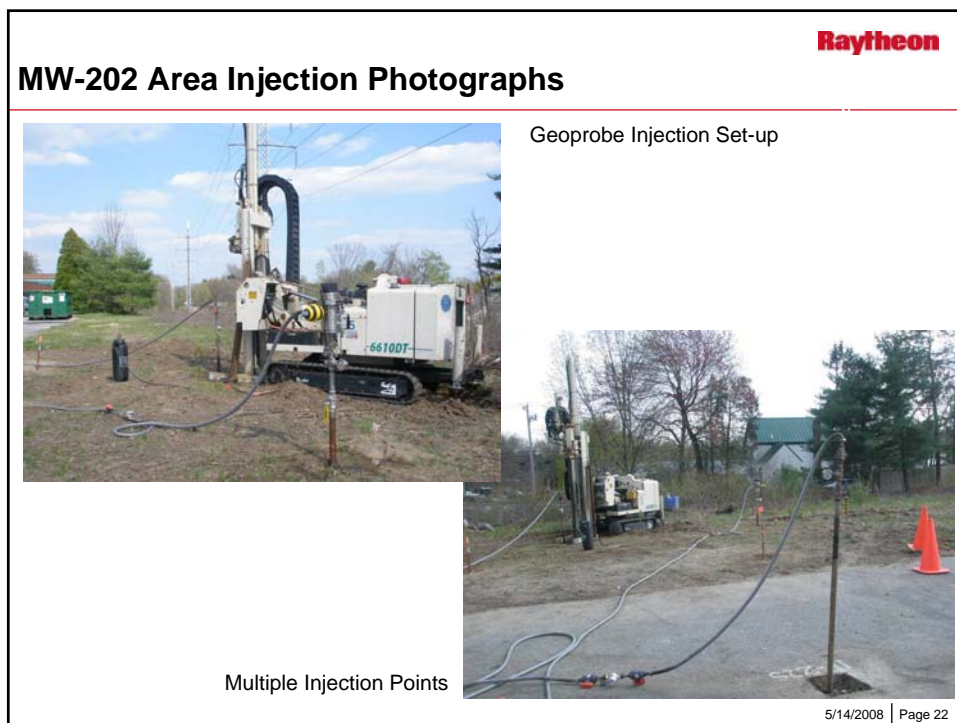 Raytheon
MW-202 Area Injection Photographs
Geoprobe Injection Set-up
6610DT
Multiple Injection Points
5/14/2008 | Page 22